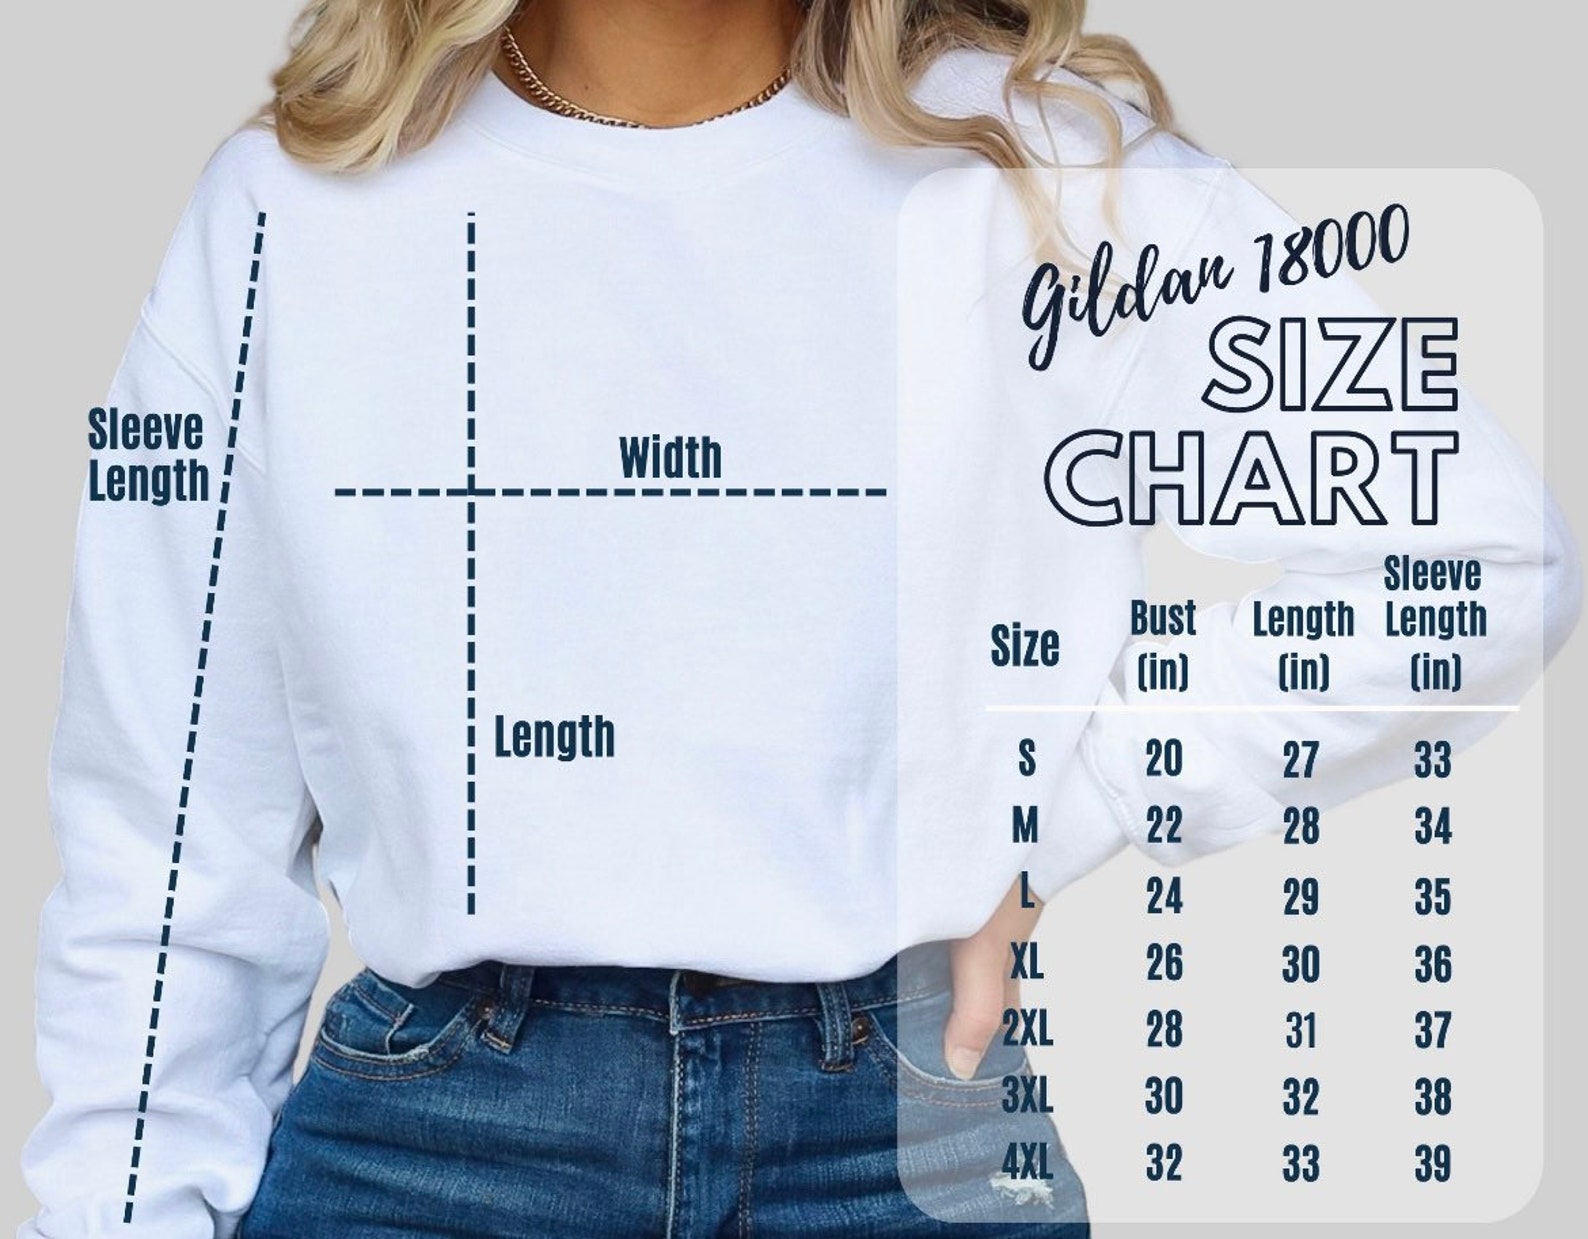 Sleeve
Length
Width
Length
Gildan 18000
SIZE
CHART
Size Bust (in) Length (in) Sleeve Length (in)
S 20 27 33
M 22 28 34
L 24 29 35
XL 26 30 36
2XL 28 31 37
3XL 30 32 38
4XL 32 33 39